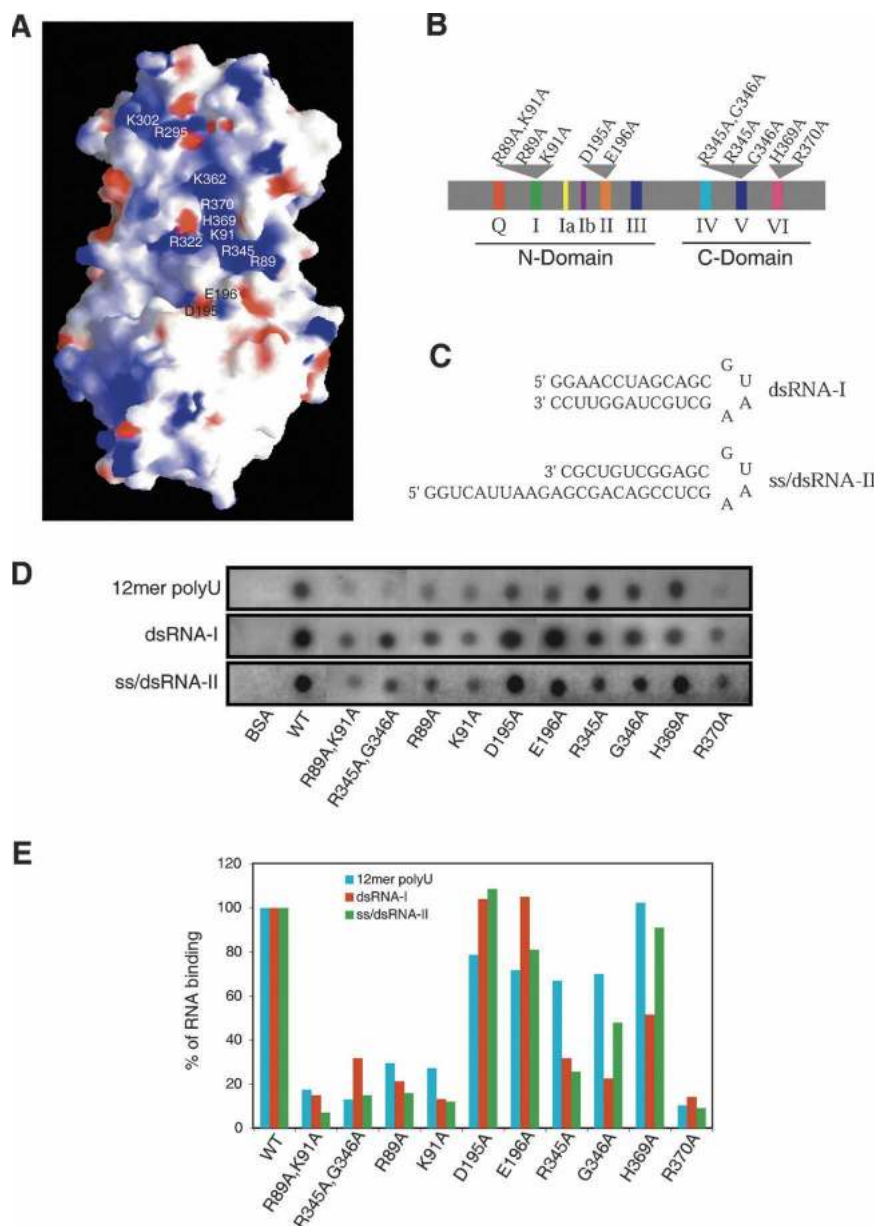 A
K302
R295
K362
R370
H369
K91
R322
R345
R89
E196
D195
B
R89A,K91A
R89A
K91A
D195A
E196A
R345A,G346A
R345A
G346A
H369A
R370A
Q I Ia Ib II III IV V VI
N-Domain C-Domain
C
G
5' GGAACCUAGCAGC U
dsRNA-I
3' CCUUGGAUCGUCG A
A
G
3' CGCUGUCGGAGC U
ss/dsRNA-II
5' GGUCAUUAAGAGCGACAGCCUCG A
A
D
12mer polyU
dsRNA-I
ss/dsRNA-II
BSA
WT
R89A,K91A
R345A,G346A
R89A
K91A
D195A
E196A
R345A
G346A
H369A
R370A
E
% of RNA binding
120
100
80
60
40
20
0
12mer polyU
dsRNA-I
ss/dsRNA-II
WT
R89A,K91A
R345A,G346A
R89A
K91A
D195A
E196A
R345A
G346A
H369A
R370A